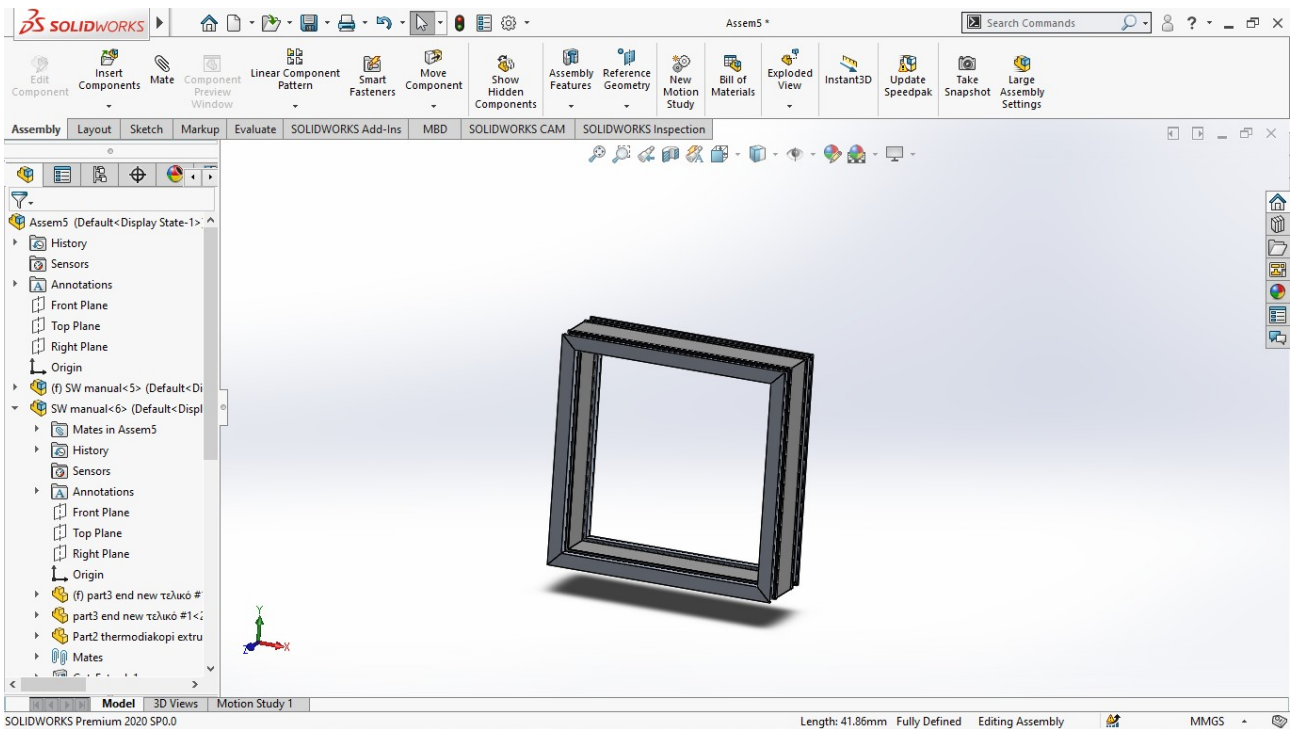 SOLIDWORKS
Assem5 *
Search Commands
Edit Component
Insert Components
Mate
Component Preview Window
Linear Component Pattern
Smart Fasteners
Move Component
Show Hidden Components
Assembly Features
Reference Geometry
New Motion Study
Bill of Materials
Exploded View
Instant3D
Update Speedpak
Take Snapshot
Large Assembly Settings
Assembly Layout Sketch Markup Evaluate SOLIDWORKS Add-Ins MBD SOLIDWORKS CAM SOLIDWORKS Inspection
Assem5 (Default<Display State-1>
History
Sensors
Annotations
Front Plane
Top Plane
Right Plane
Origin
(f) SW manual<5> (Default<Di
SW manual<6> (Default<Displ
Mates in Assem5
History
Sensors
Annotations
Front Plane
Top Plane
Right Plane
Origin
(f) part3 end new τελικό #
part3 end new τελικό #1<2
Part2 thermodiakopi extru
Mates
Y
Z
X
Model 3D Views Motion Study 1
SOLIDWORKS Premium 2020 SP0.0
Length: 41.86mm Fully Defined Editing Assembly MMGS